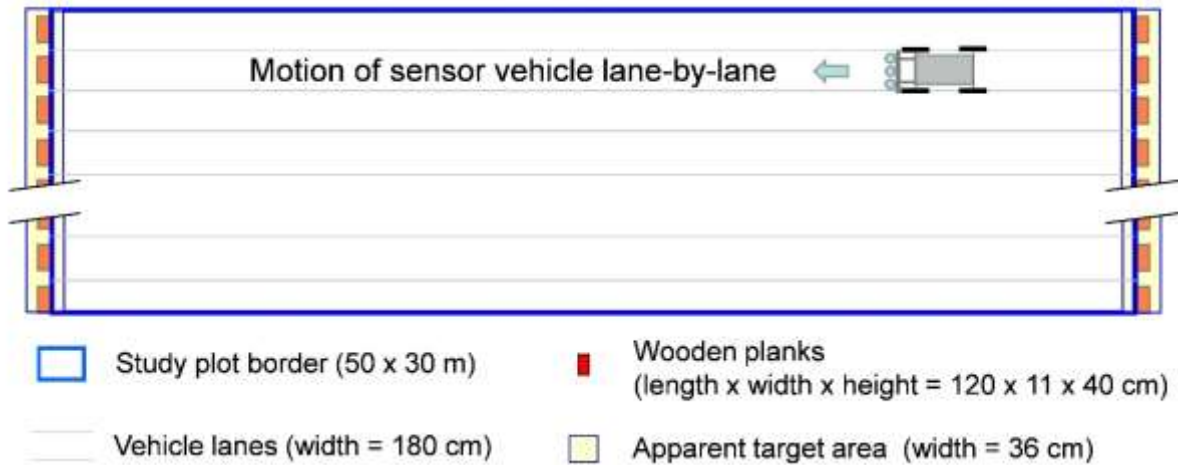 Motion of sensor vehicle lane-by-lane
Study plot border (50 x 30 m)
Wooden planks
(length x width x height = 120 x 11 x 40 cm)
Vehicle lanes (width = 180 cm)
Apparent target area (width = 36 cm)